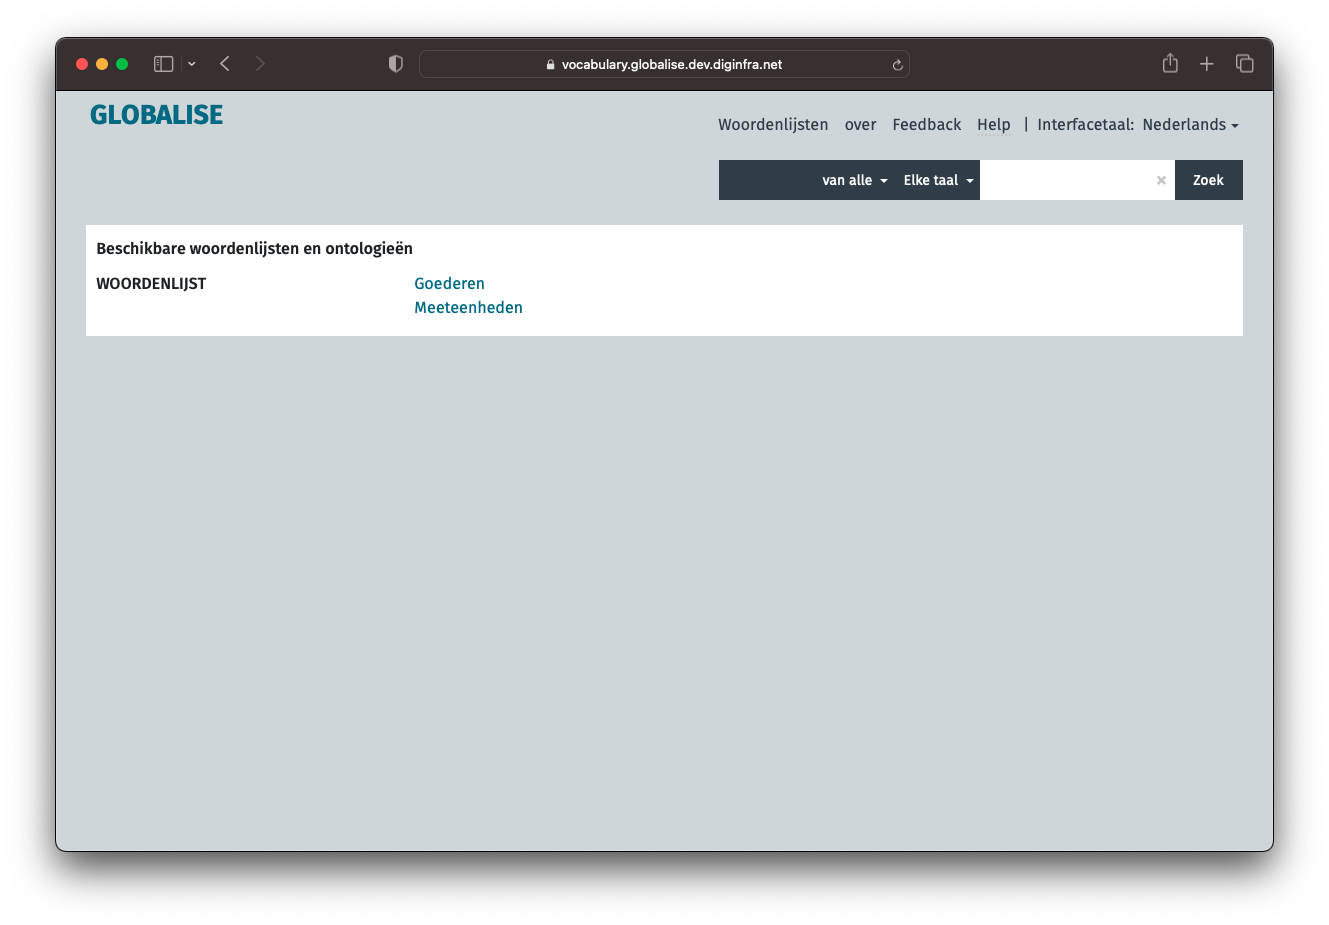 vocabulary.globalise.dev.diginfra.net
GLOBALISE
Woordenlijsten over Feedback Help | Interfacetaal: Nederlands
van alle Elke taal Zoek
Beschikbare woordenlijsten en ontologieën
WOORDENLIJST Goederen
Meeteenheden